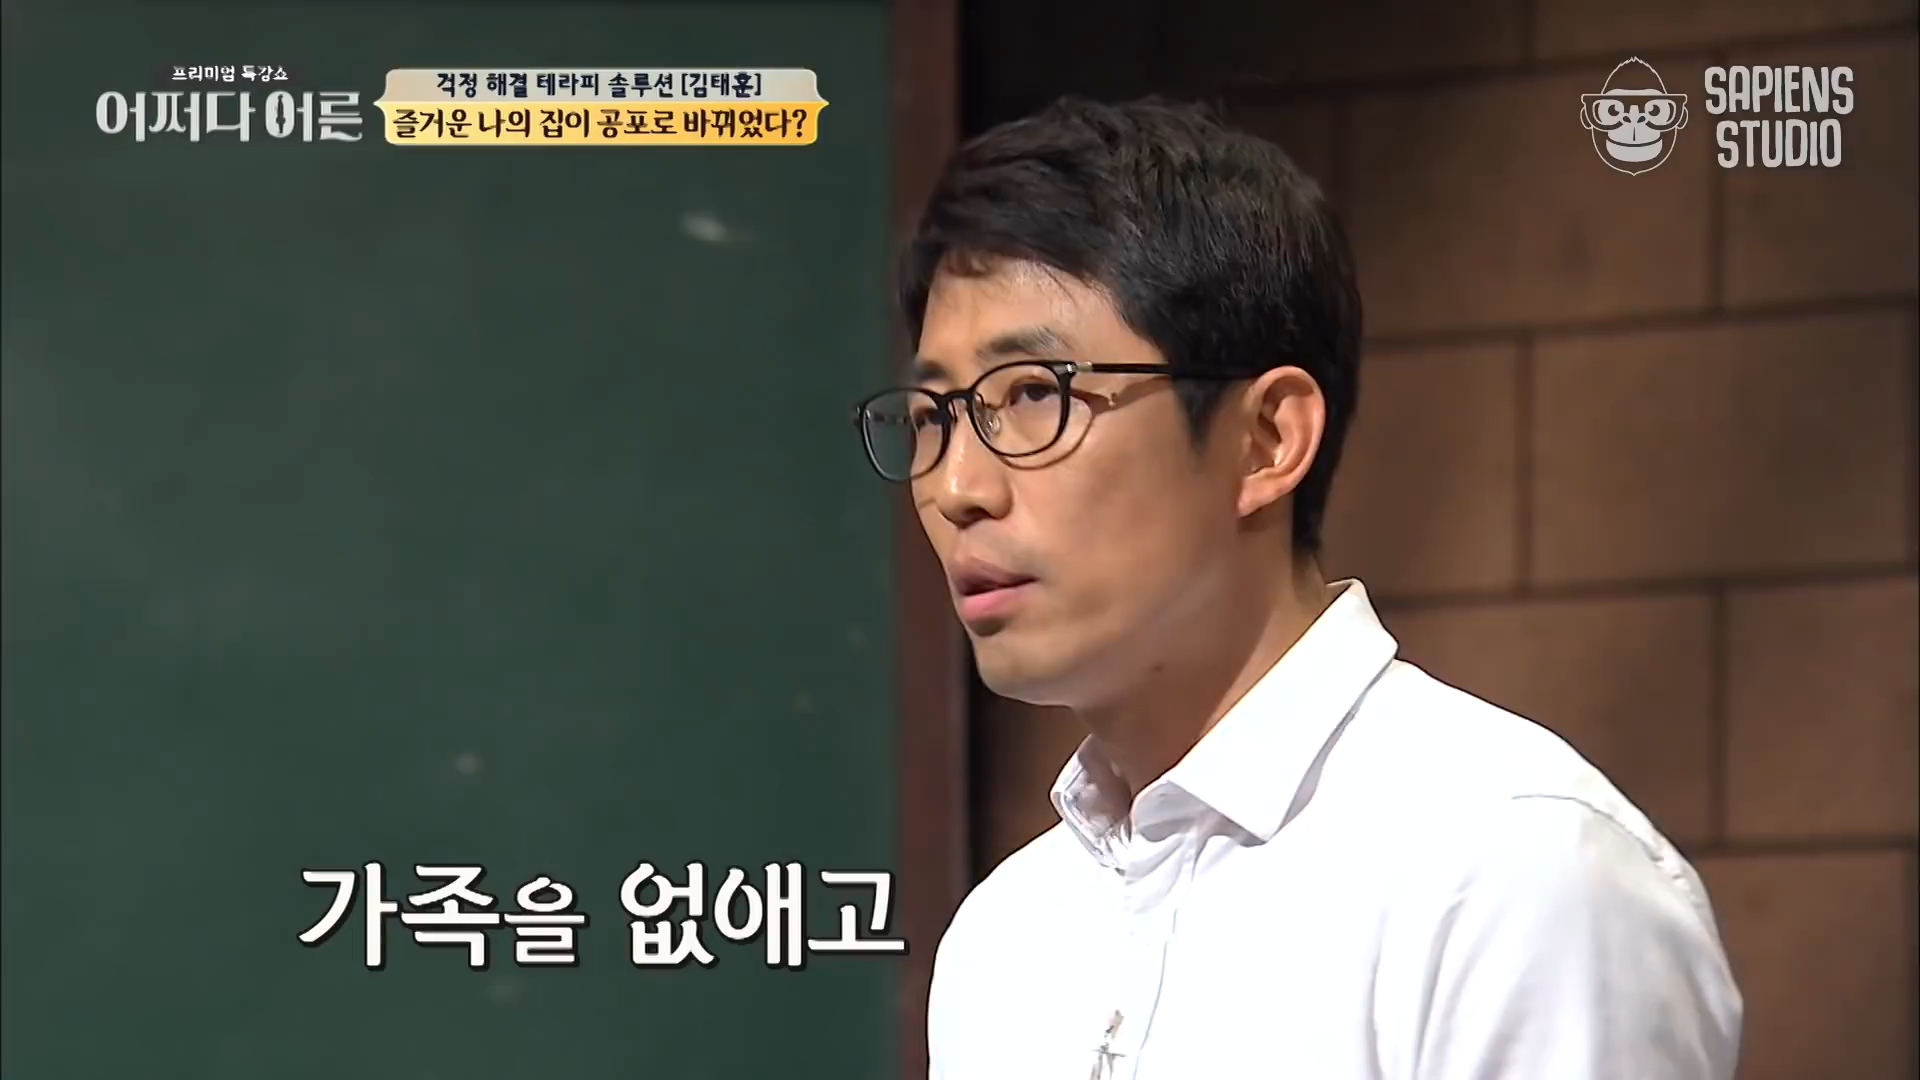 프리미엄 특강쇼
어쩌다 어른
걱정 해결 테라피 솔루션 [김태훈]
즐거운 나의 집이 공포로 바뀌었다?
SAPIENS
STUDIO
가족을 없애고